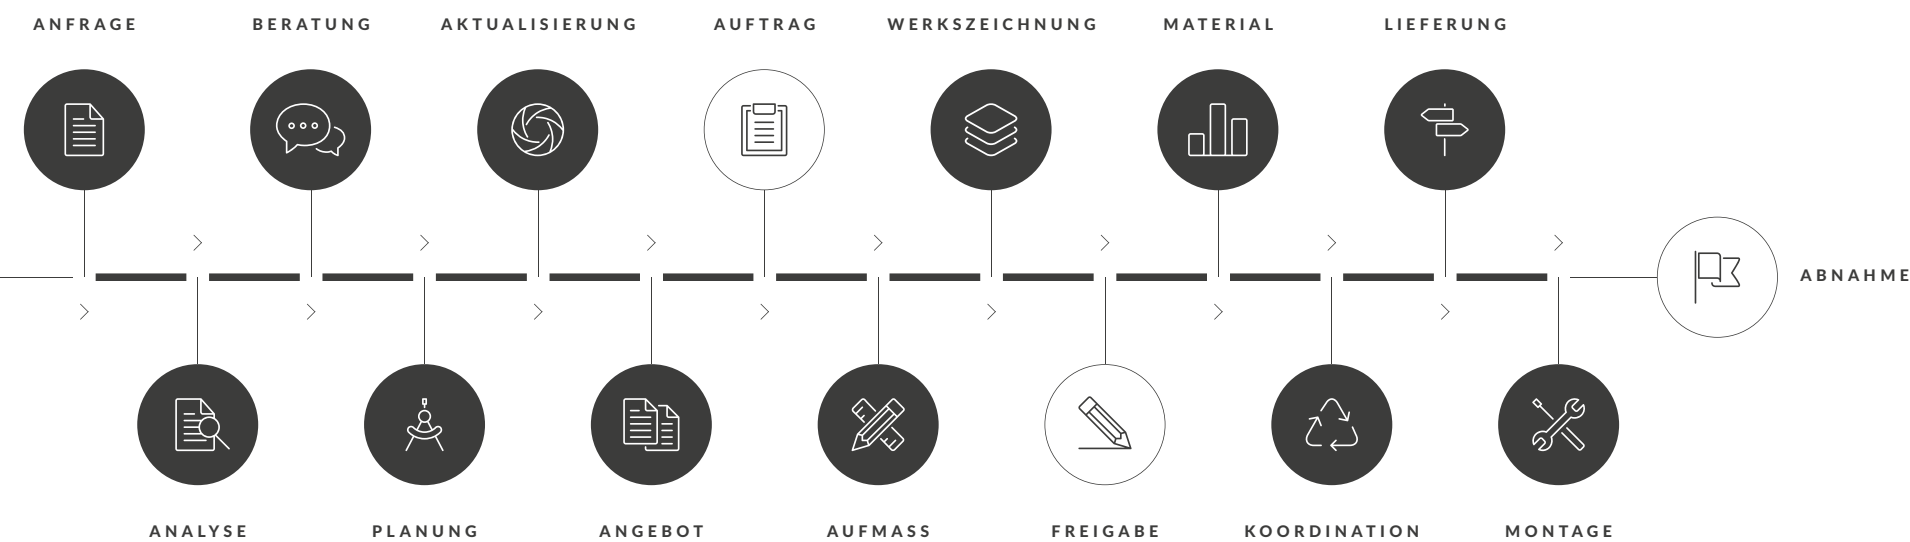 ANFRAGE
BERATUNG
AKTUALISIERUNG
AUFTRAG
WERKSZEICHNUNG
MATERIAL
LIEFERUNG
ABNAHME
ANALYSE
PLANUNG
ANGEBOT
AUFMASS
FREIGABE
KOORDINATION
MONTAGE